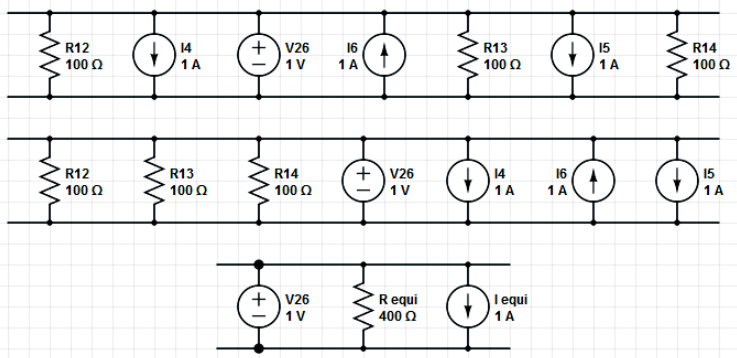 R12
100 Ω
I4
1 A
V26
1 V
I6
1 A
R13
100 Ω
I5
1 A
R14
100 Ω
R12
100 Ω
R13
100 Ω
R14
100 Ω
V26
1 V
I4
1 A
I6
1 A
I5
1 A
V26
1 V
R equi
400 Ω
I equi
1 A